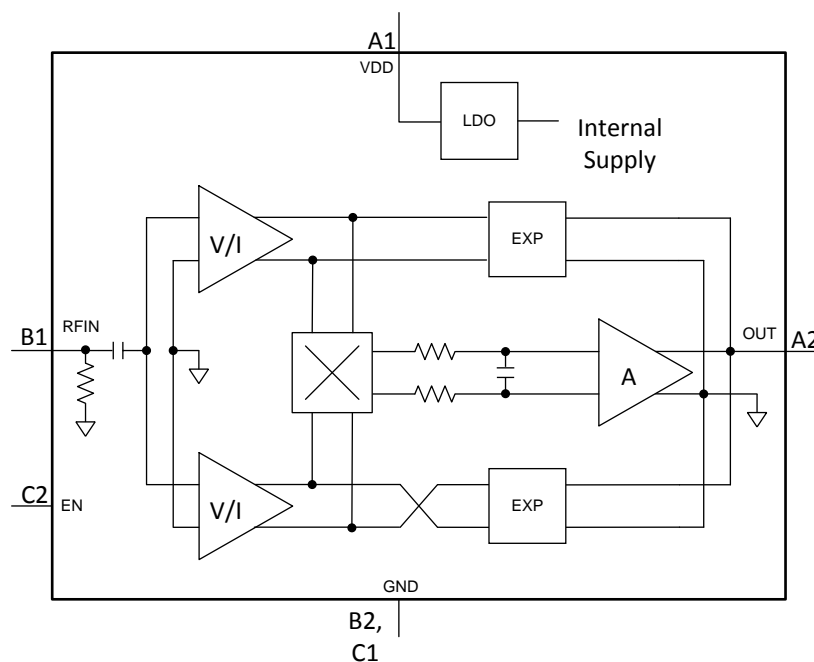 A1
VDD
LDO
Internal
Supply
V/I
EXP
B1
RFIN
OUT
A2
A
C2
EN
V/I
EXP
GND
B2,
C1